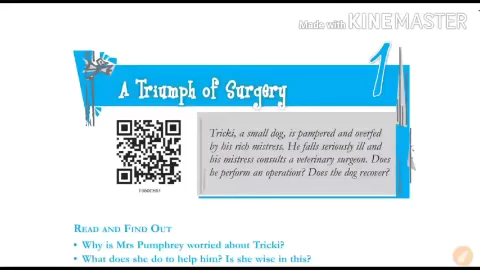 Made with KINEMASTER
1
A Triumph of Surgery
Tricki, a small dog, is pampered and overfed
by his rich mistress. He falls seriously ill and
his mistress consults a veterinary surgeon. Does
he perform an operation? Does the dog recover?
READ AND FIND OUT
• Why is Mrs Pumphrey worried about Tricki?
• What does she do to help him? Is she wise in this?